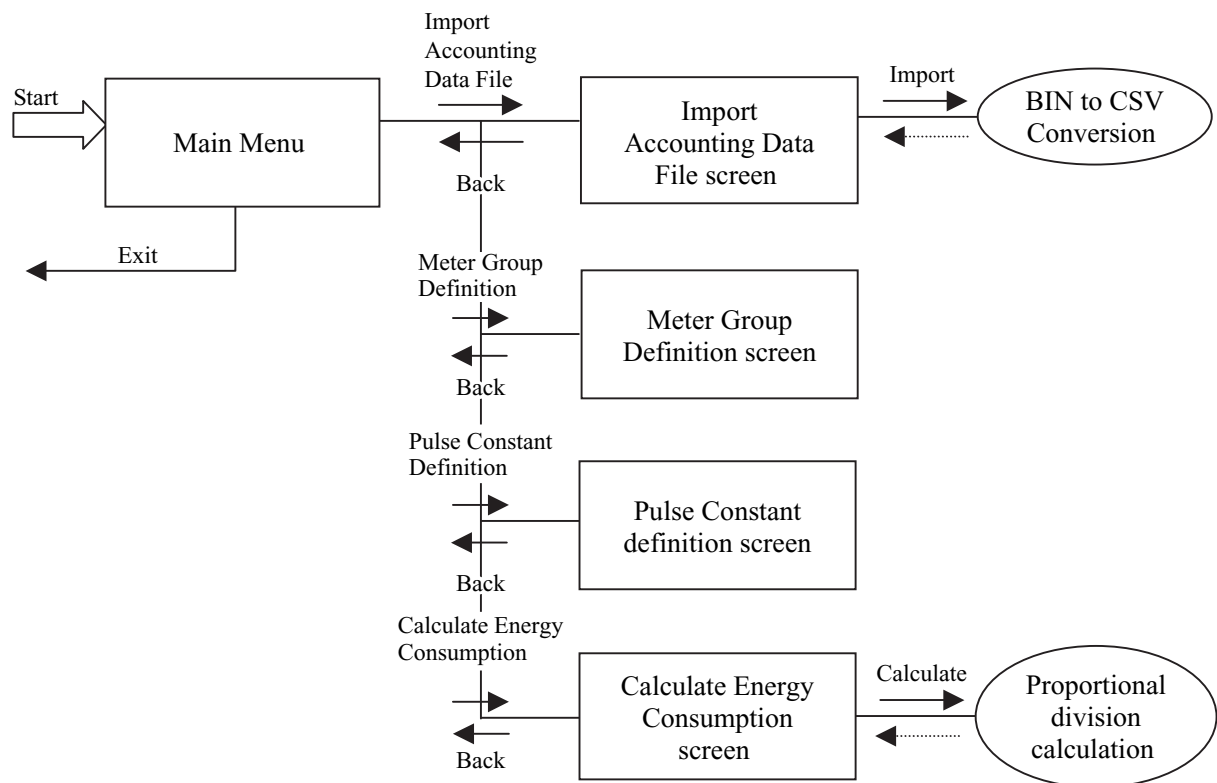 Import
Accounting
Data File
Start
Main Menu
Back
Exit
Import
Accounting Data
File screen
Import
BIN to CSV
Conversion
Meter Group
Definition
Back
Meter Group
Definition screen
Pulse Constant
Definition
Back
Pulse Constant
definition screen
Calculate Energy
Consumption
Back
Calculate Energy
Consumption
screen
Calculate
Proportional
division
calculation